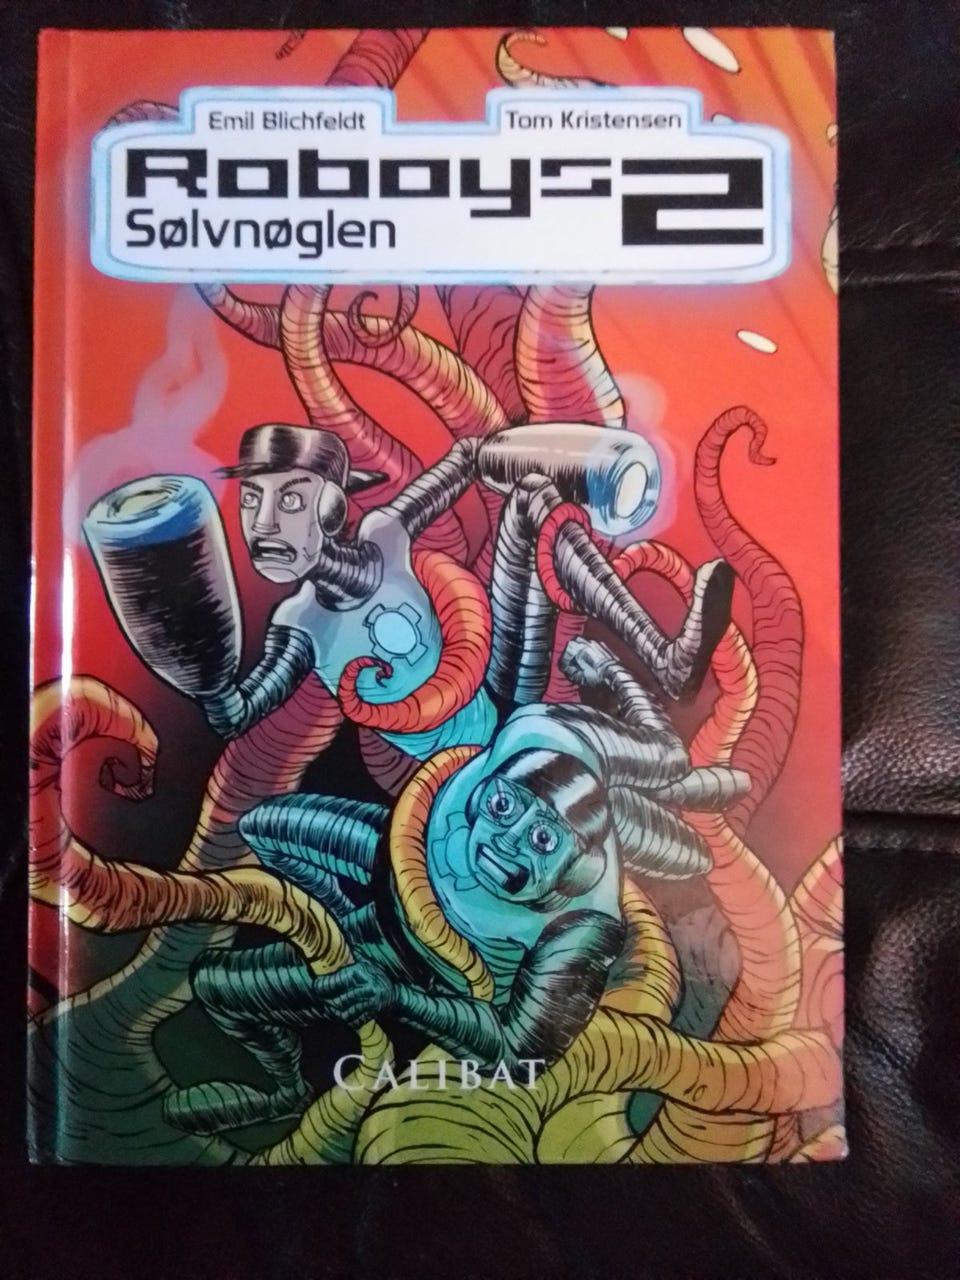 Emil Blichfeldt
Tom Kristensen
Roboys 2
Sølvnøglen
CALIBAT